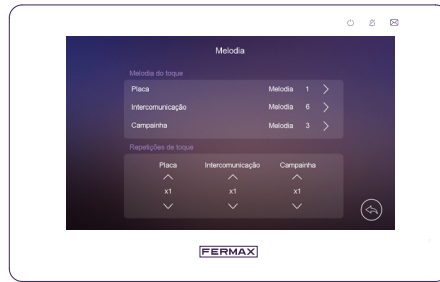 Melodia
Melodia do toque
Placa Melodia 1
Intercomunicação Melodia 6
Campainha Melodia 3
Repetições de toque
Placa Intercomunicação Campainha
x1 x1 x1
FERMAX